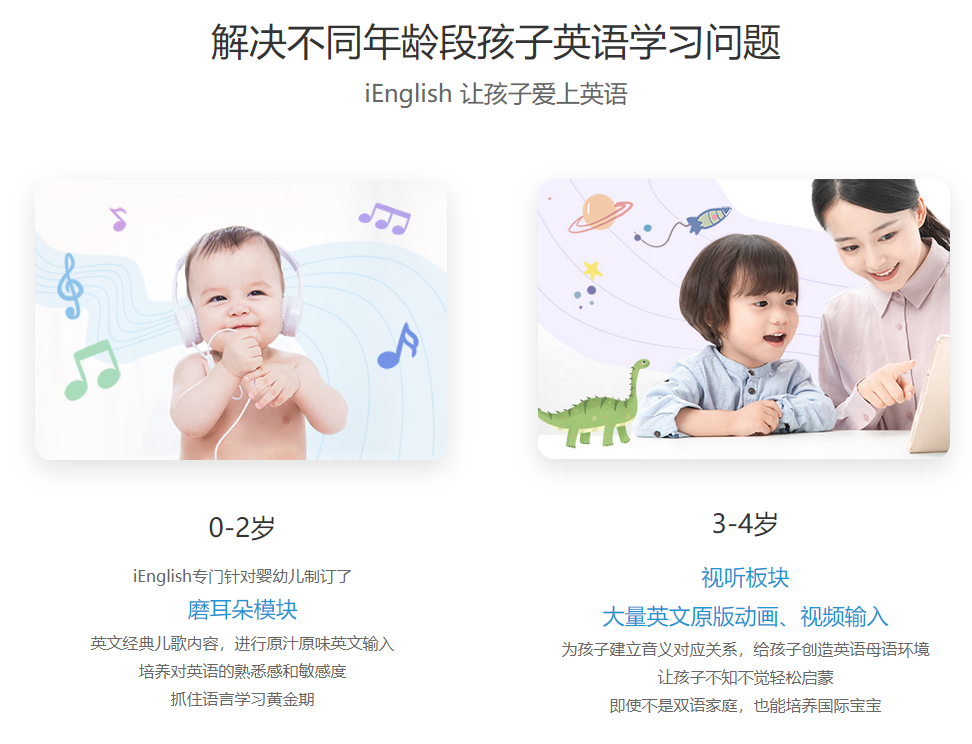 解决不同年龄段孩子英语学习问题
iEnglish 让孩子爱上英语
0-2岁
iEnglish专门针对婴幼儿制订了
磨耳朵模块
英文经典儿歌内容，进行原汁原味英文输入
培养对英语的熟悉感和敏感度
抓住语言学习黄金期
3-4岁
视听板块
大量英文原版动画、视频输入
为孩子建立音义对应关系，给孩子创造英语母语环境
让孩子不知不觉轻松启蒙
即使不是双语家庭，也能培养国际宝宝